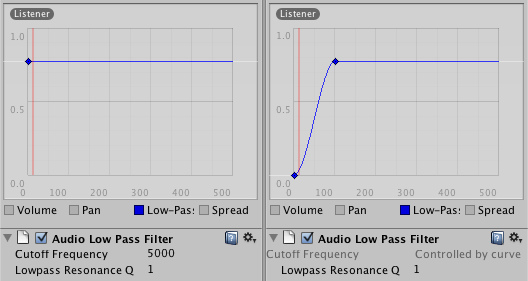 Listener
1.0
0.5
0.0
0 100 200 300 400 500
Volume Pan Low-Pas: Spread
Audio Low Pass Filter
Cutoff Frequency 5000
Lowpass Resonance Q 1
Listener
1.0
0.5
0.0
0 100 200 300 400 500
Volume Pan Low-Pas: Spread
Audio Low Pass Filter
Cutoff Frequency Controlled by curve
Lowpass Resonance Q 1